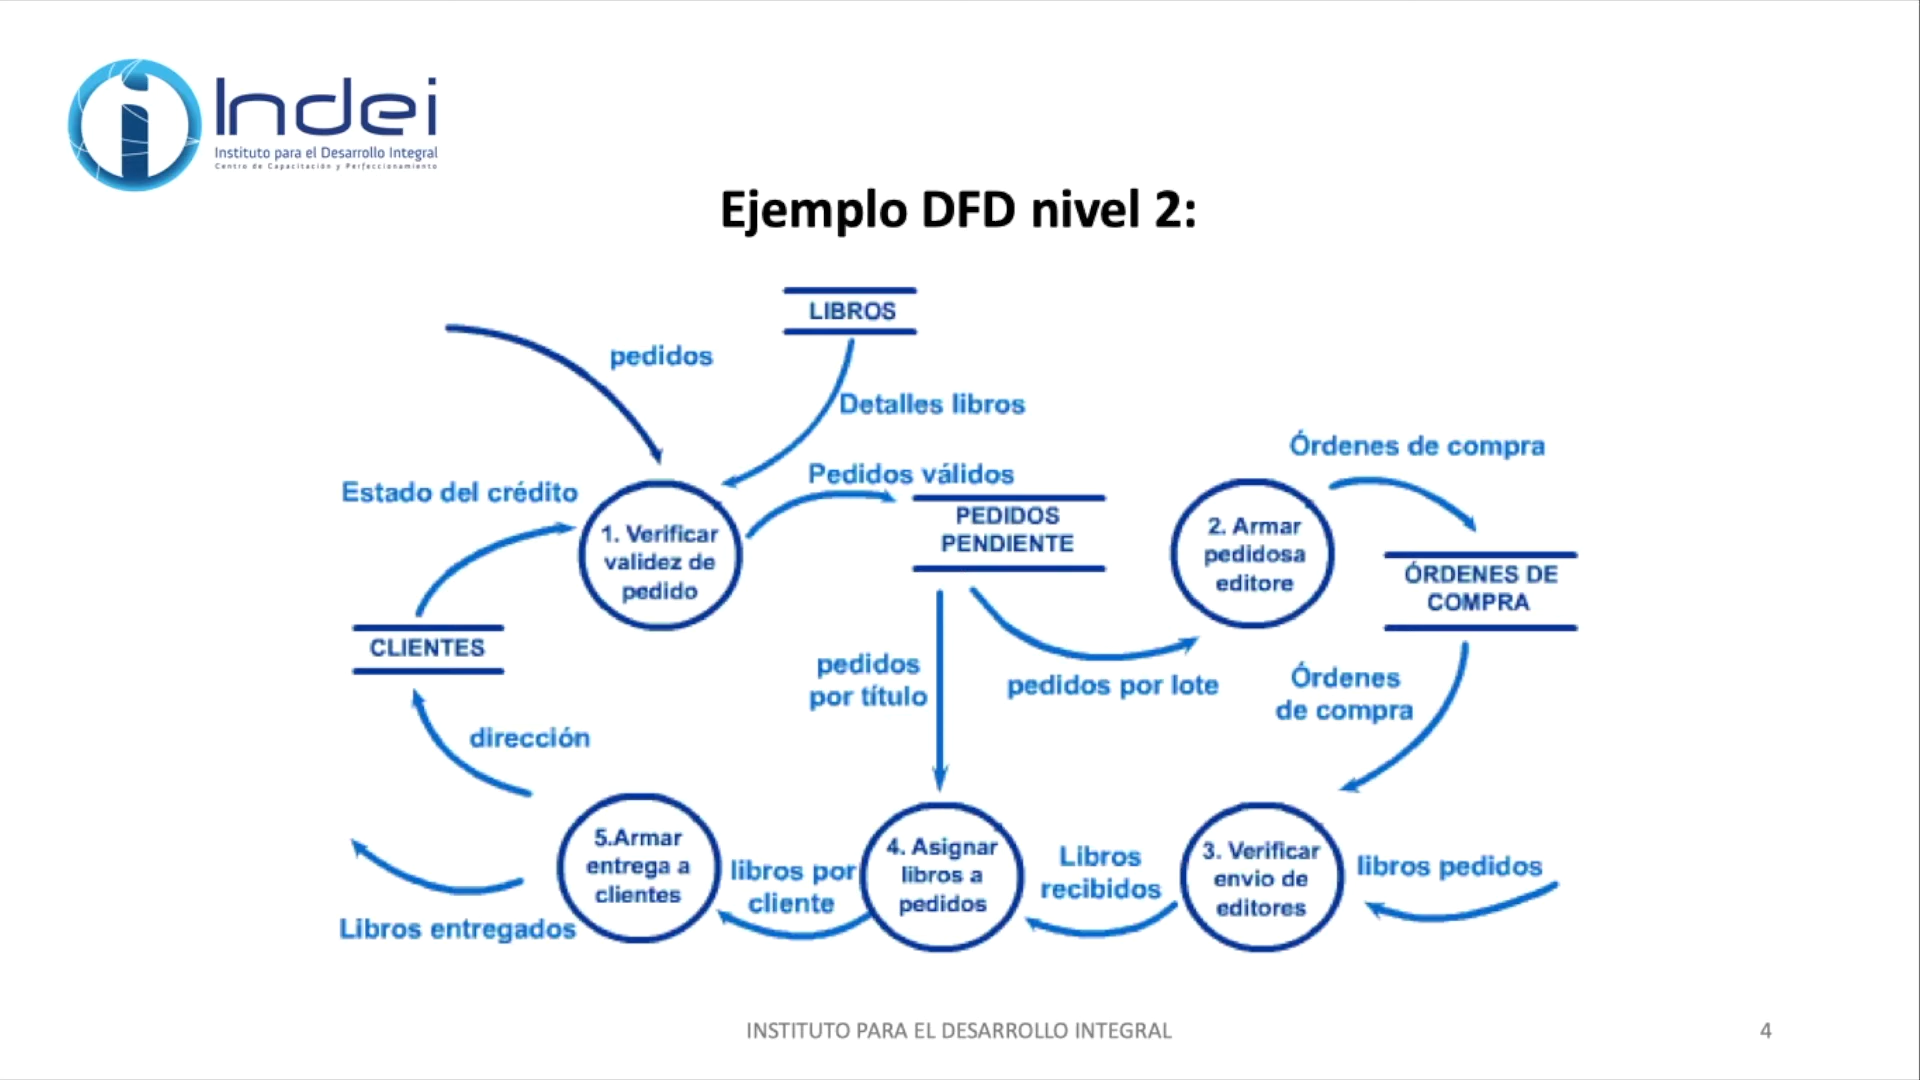 Indei
Instituto para el Desarrollo Integral
Centro de Capacitación y Perfeccionamiento
Ejemplo DFD nivel 2:
LIBROS
pedidos
Detalles libros
Órdenes de compra
Pedidos válidos
Estado del crédito
1. Verificar
validez de
pedido
PEDIDOS
PENDIENTE
2. Armar
pedidosa
editore
ÓRDENES DE
COMPRA
CLIENTES
pedidos
por título
pedidos por lote
Órdenes
de compra
dirección
5.Armar
entrega a
clientes
libros por
cliente
4. Asignar
libros a
pedidos
Libros
recibidos
3. Verificar
envio de
editores
libros pedidos
Libros entregados
INSTITUTO PARA EL DESARROLLO INTEGRAL
4